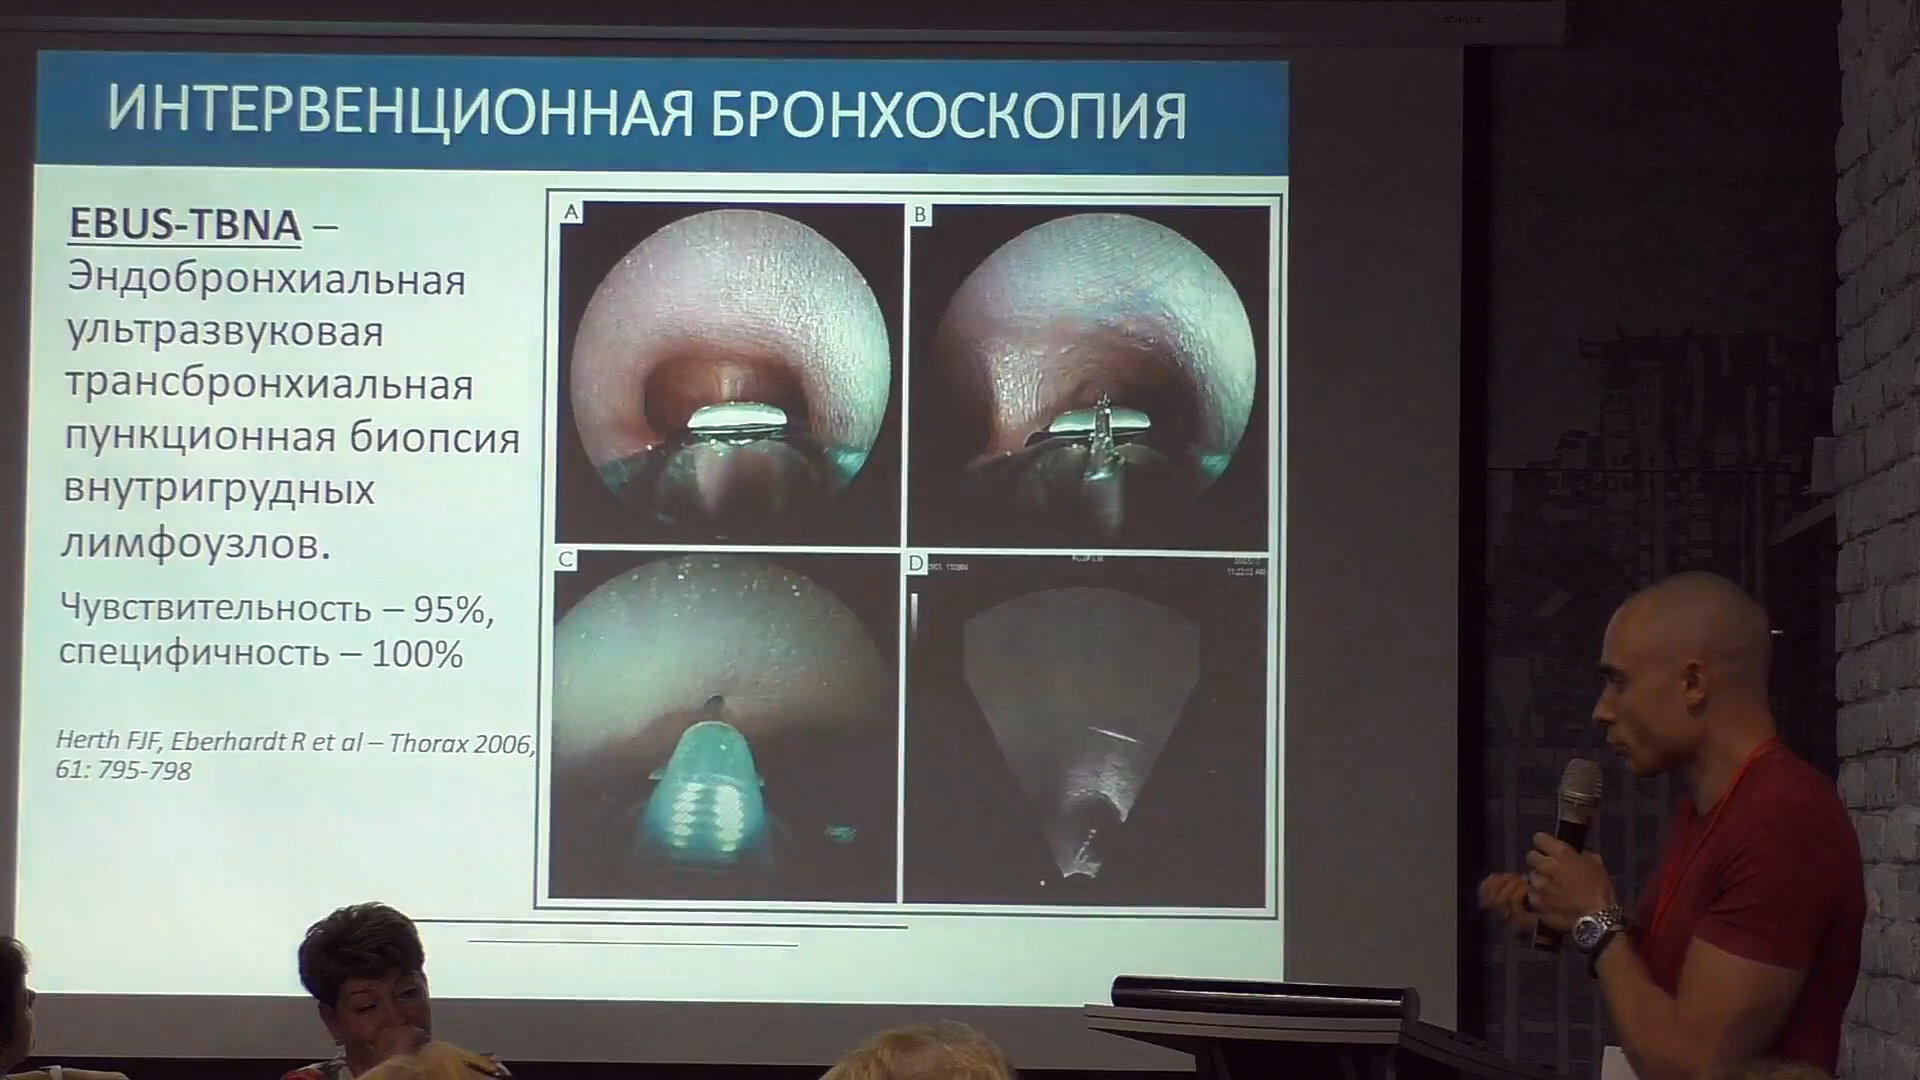 ИНТЕРВЕНЦИОННАЯ БРОНХОСКОПИЯ
EBUS-TBNA –
Эндобронхиальная
ультразвуковая
трансбронхиальная
пункционная биопсия
внутригрудных
лимфоузлов.
Чувствительность – 95%,
специфичность – 100%
Herth FJF, Eberhardt R et al – Thorax 2006,
61: 795-798
A
B
C
D